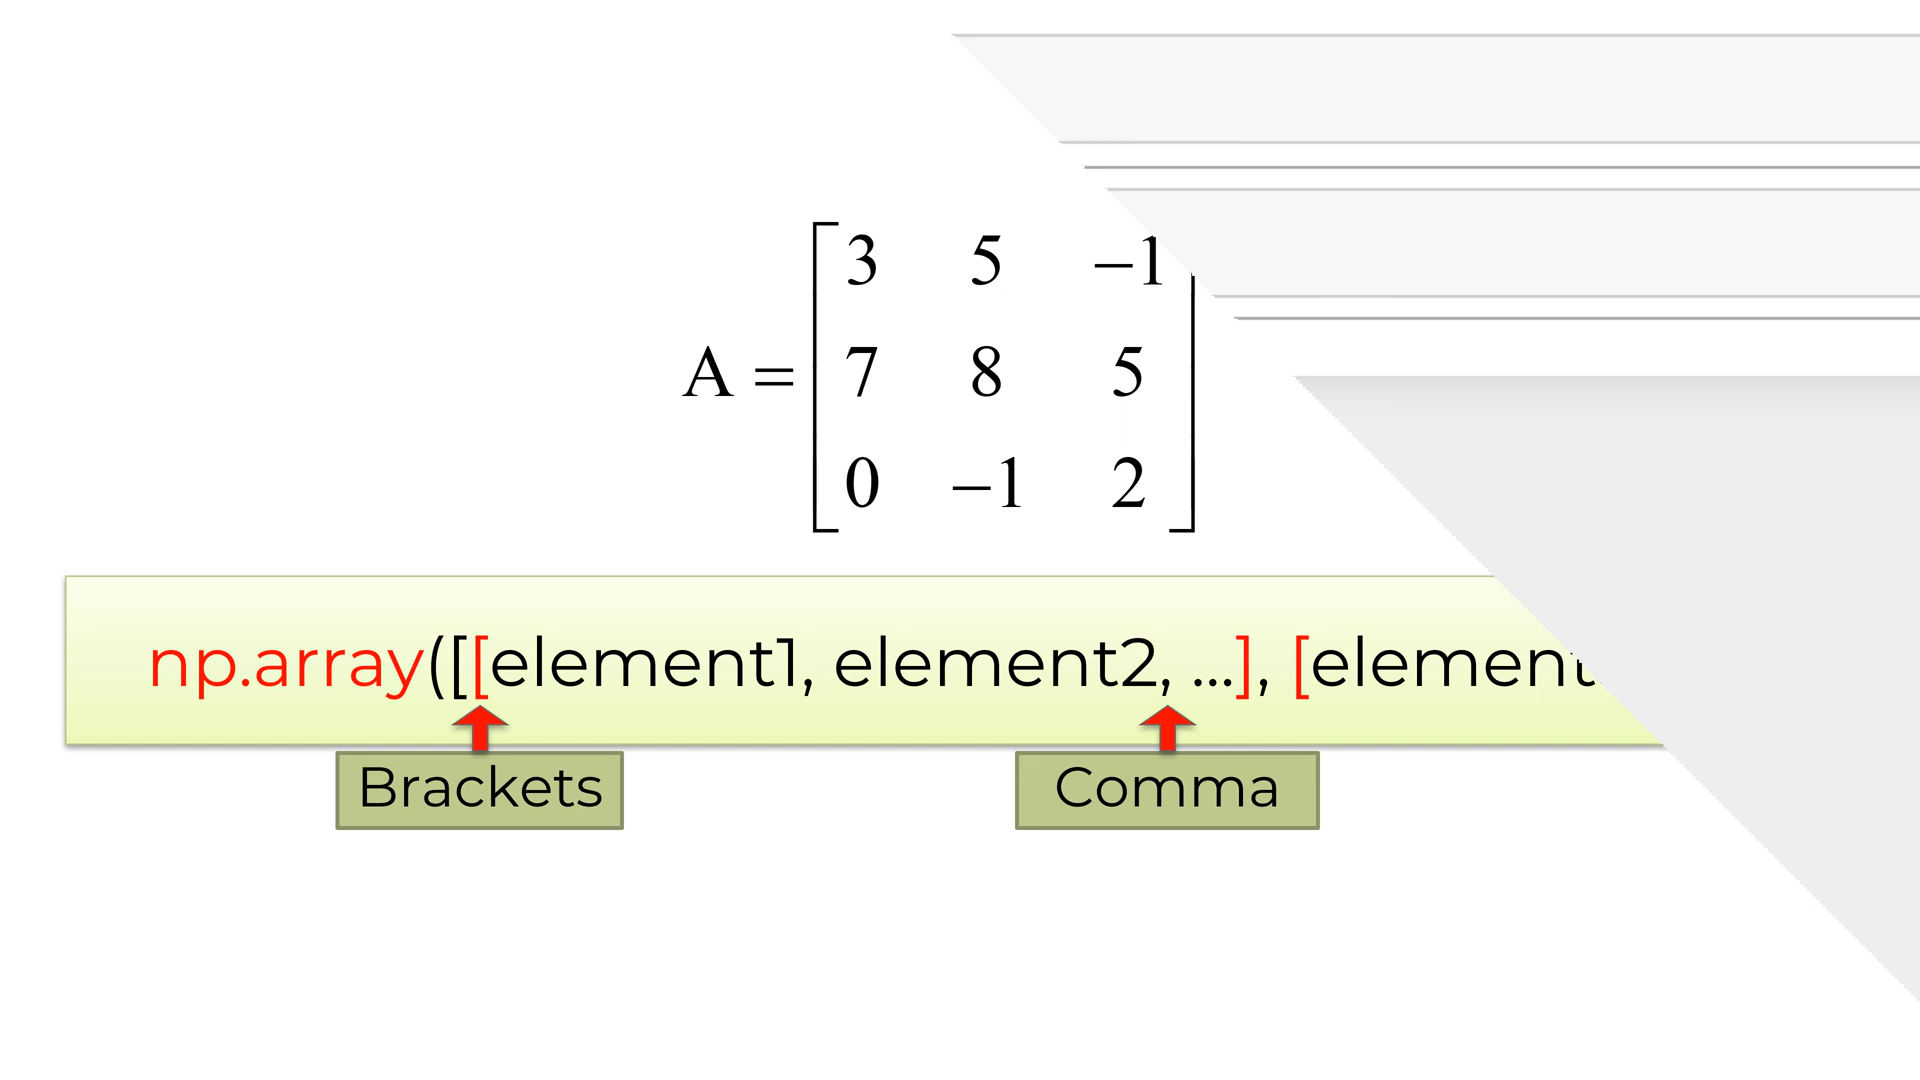 3 5 −1
A = 7 8 5
0 −1 2
np.array([[element1, element2, ...], [element
Brackets
Comma